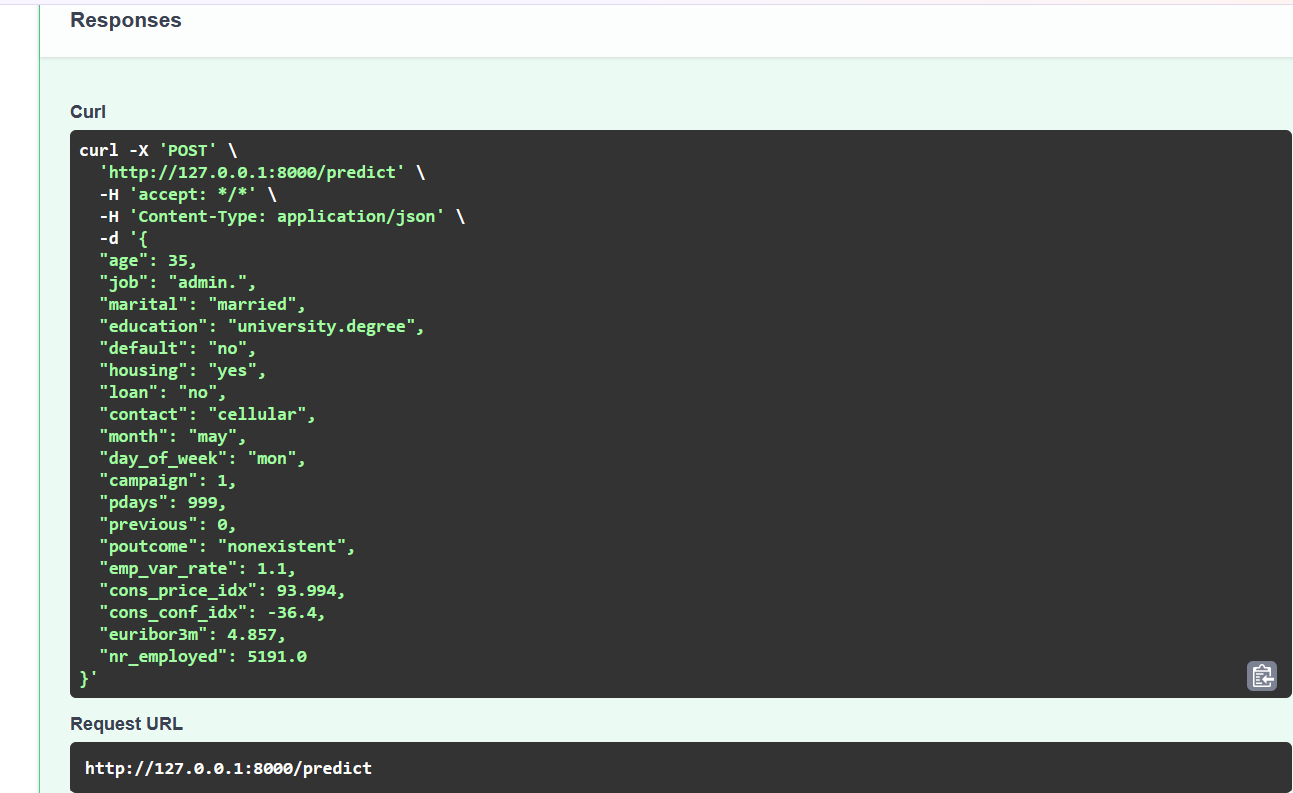 Responses
Curl
curl -X 'POST' \
  'http://127.0.0.1:8000/predict' \
  -H 'accept: */*' \
  -H 'Content-Type: application/json' \
  -d '{
  "age": 35,
  "job": "admin.",
  "marital": "married",
  "education": "university.degree",
  "default": "no",
  "housing": "yes",
  "loan": "no",
  "contact": "cellular",
  "month": "may",
  "day_of_week": "mon",
  "campaign": 1,
  "pdays": 999,
  "previous": 0,
  "poutcome": "nonexistent",
  "emp_var_rate": 1.1,
  "cons_price_idx": 93.994,
  "cons_conf_idx": -36.4,
  "euribor3m": 4.857,
  "nr_employed": 5191.0
}'
Request URL
http://127.0.0.1:8000/predict